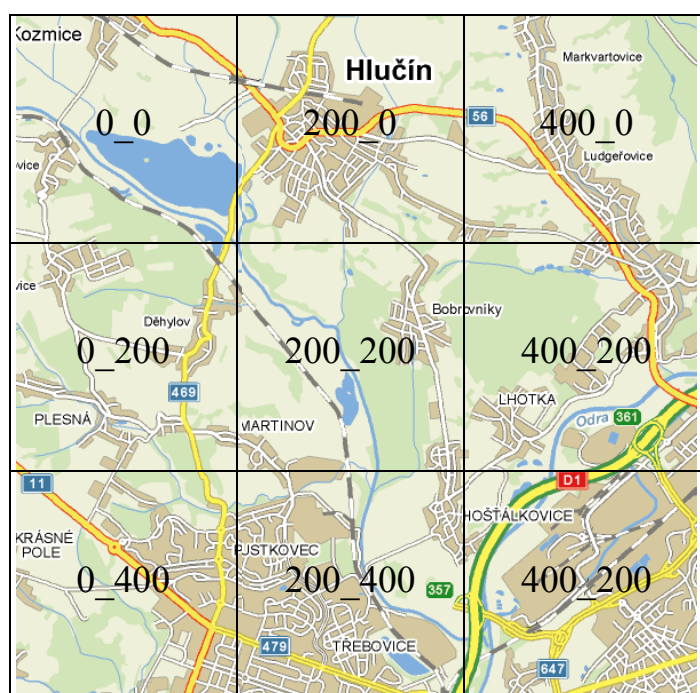 Kozmice
Hlučín
Markvartovice
0_0
200_0
56
400_0
Ludgeřovice
vice
vice
Děhylov
Bobrovníky
0_200
200_200
400_200
469
LHOTKA
PLESNÁ
MARTINOV
Odra
361
11
D1
KRÁSNÉ
POLE
PUSTKOVEC
HOŠŤÁLKOVICE
0_400
200_400
400_200
357
479
TŘEBOVICE
647